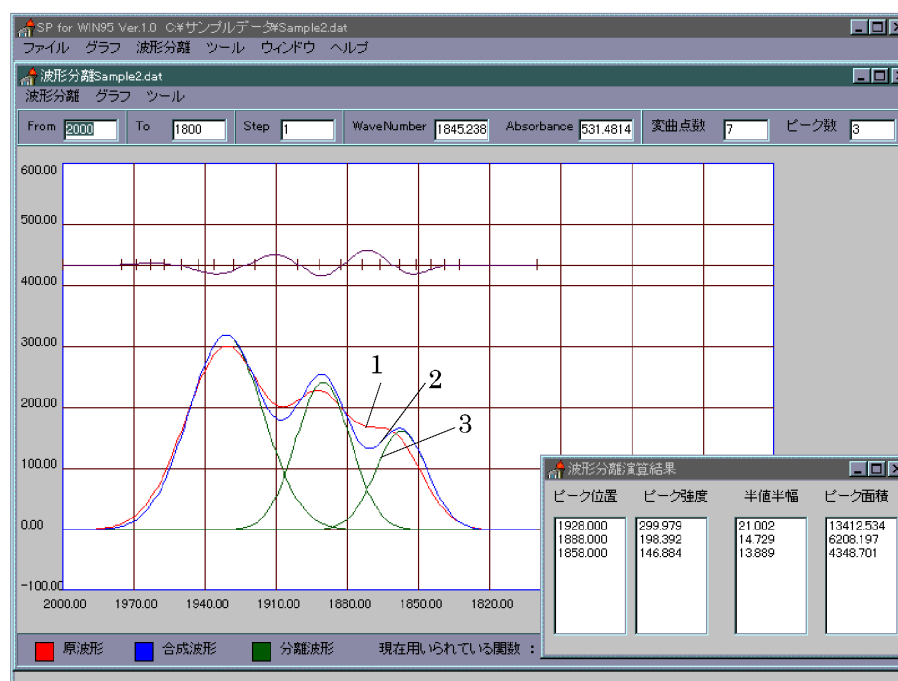 SP for WIN95 Ver.1.0 C:¥サンプルデータ¥Sample2.dat
ファイル グラフ 波形分離 ツール ウィンドウ ヘルプ
波形分離Sample2.dat
波形分離 グラフ ツール
From 2000 To 1800 Step 1 WaveNumber 1845.238 Absorbance 531.4814 変曲点数 7 ピーク数 3
600.00
500.00
400.00
300.00
200.00
100.00
0.00
-100.00
1
2
3
2000.00 1970.00 1940.00 1910.00 1880.00 1850.00 1820.00
波形分離演算結果
ピーク位置 ピーク強度 半値半幅 ピーク面積
1928.000 299.979 21.002 13412.534
1888.000 198.392 14.729 6208.197
1858.000 146.884 13.889 4348.701
原波形 合成波形 分離波形 現在用いられている関数 :